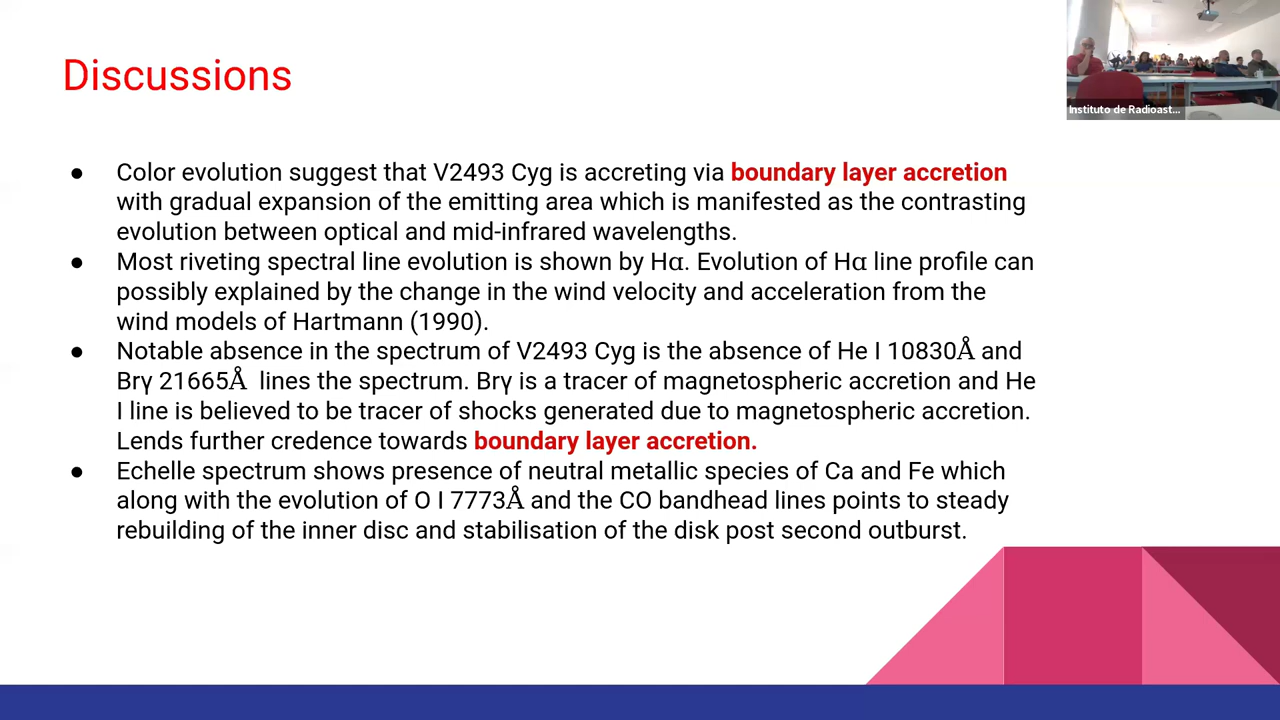 Discussions
Instituto de Radioast...
● Color evolution suggest that V2493 Cyg is accreting via boundary layer accretion
with gradual expansion of the emitting area which is manifested as the contrasting
evolution between optical and mid-infrared wavelengths.
● Most riveting spectral line evolution is shown by Hα. Evolution of Hα line profile can
possibly explained by the change in the wind velocity and acceleration from the
wind models of Hartmann (1990).
● Notable absence in the spectrum of V2493 Cyg is the absence of He I 10830Å and
Brγ 21665Å lines the spectrum. Brγ is a tracer of magnetospheric accretion and He
I line is believed to be tracer of shocks generated due to magnetospheric accretion.
Lends further credence towards boundary layer accretion.
● Echelle spectrum shows presence of neutral metallic species of Ca and Fe which
along with the evolution of O I 7773Å and the CO bandhead lines points to steady
rebuilding of the inner disc and stabilisation of the disk post second outburst.